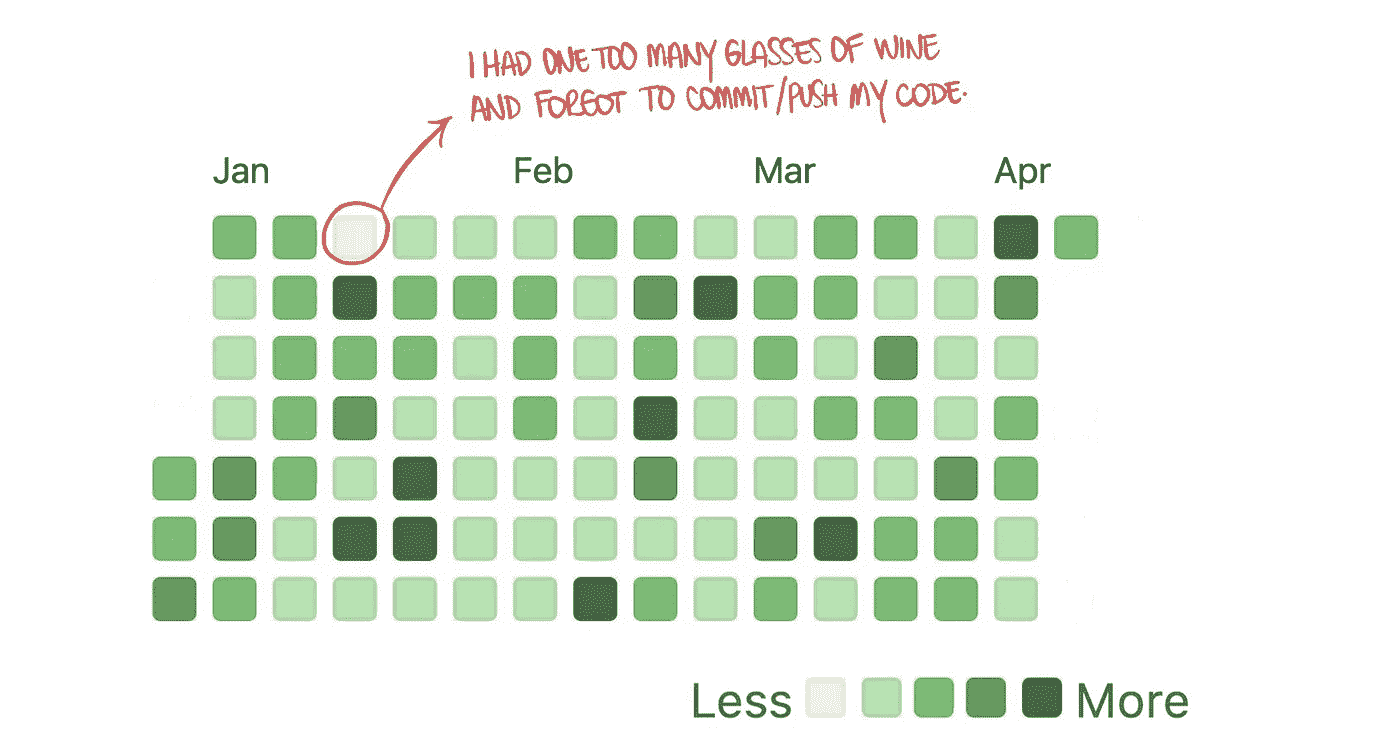 I HAD ONE TOO MANY GLASSES OF WINE
AND FORGOT TO COMMIT/PUSH MY CODE.
Jan Feb Mar Apr
Less More